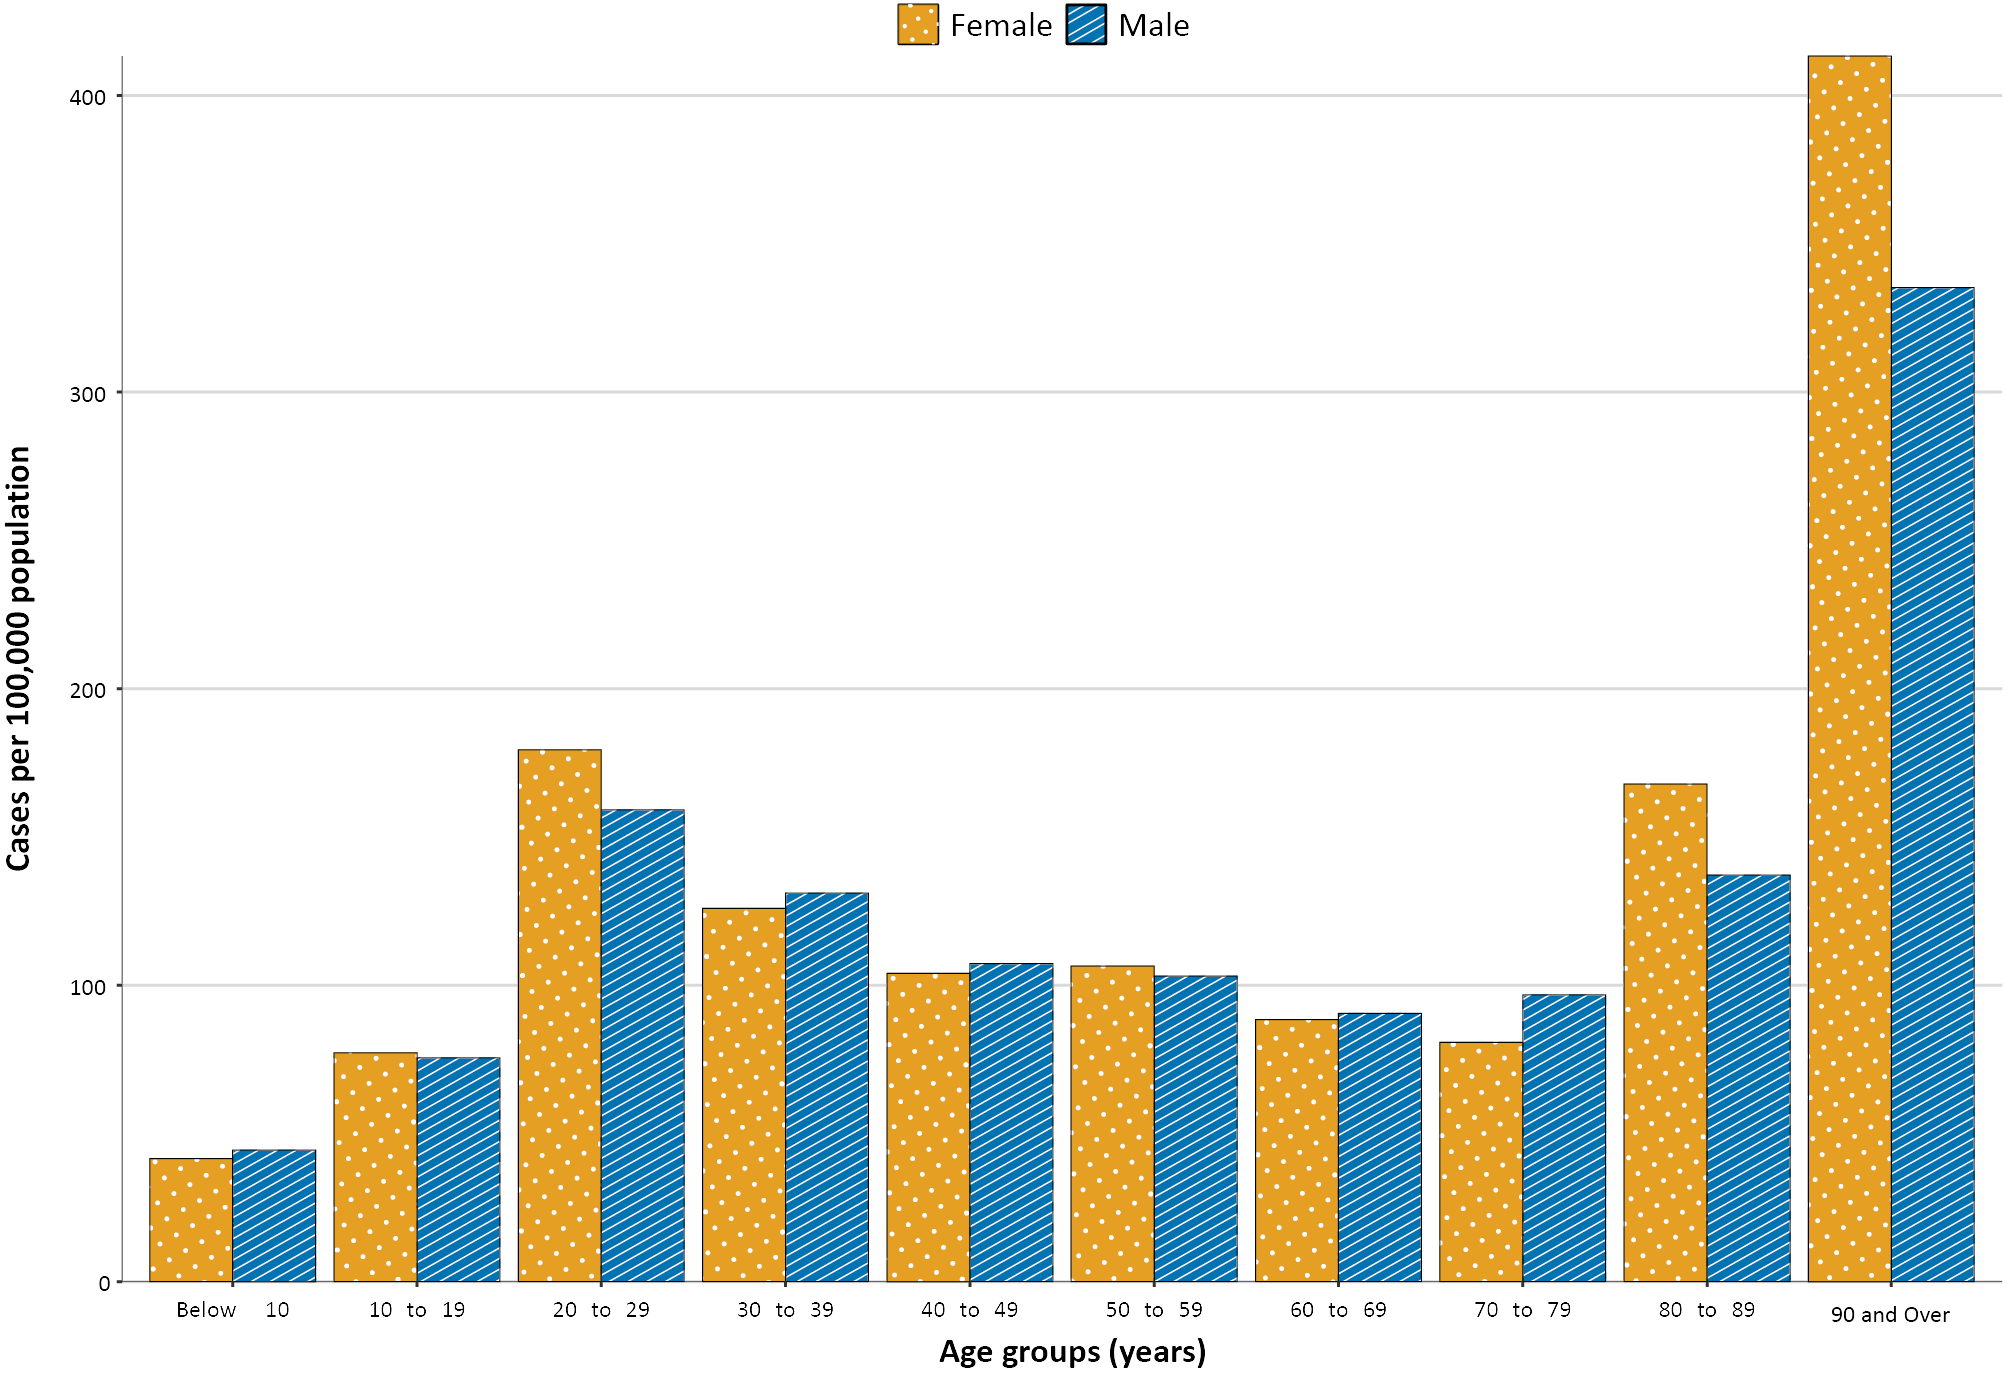 Female Male
400
300
200
100
0
Cases per 100,000 population
Below 10 10 to 19 20 to 29 30 to 39 40 to 49 50 to 59 60 to 69 70 to 79 80 to 89 90 and Over
Age groups (years)